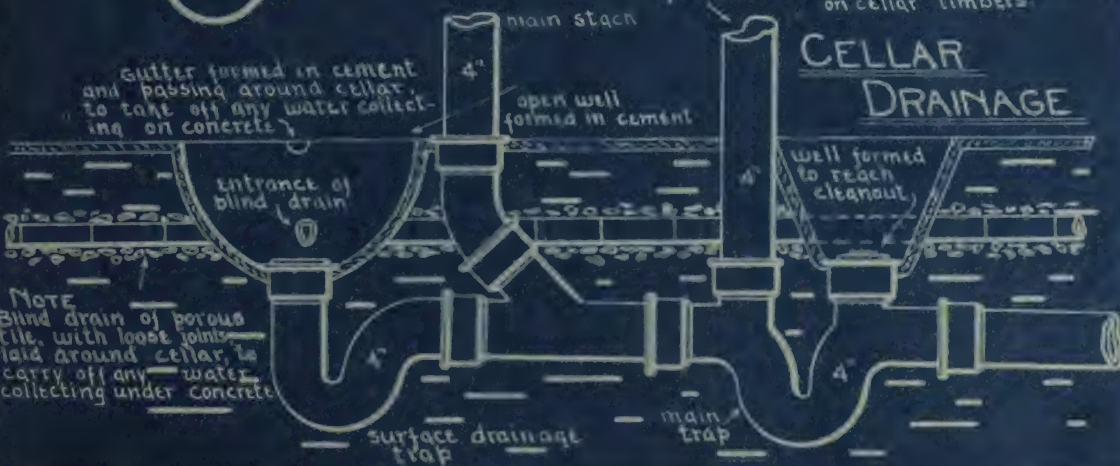 on cellar timbers.
main stack
CELLAR
DRAINAGE
4"
Gutter formed in cement
and passing around cellar,
to take off any water collect-
ing on concrete
open well
formed in cement
4"
well formed
to reach
cleanout
entrance of
blind drain
NOTE
Blind drain of porous
tile, with loose joints
laid around cellar, to
carry off any water
collecting under concrete
4"
4"
main
trap
surface drainage
trap